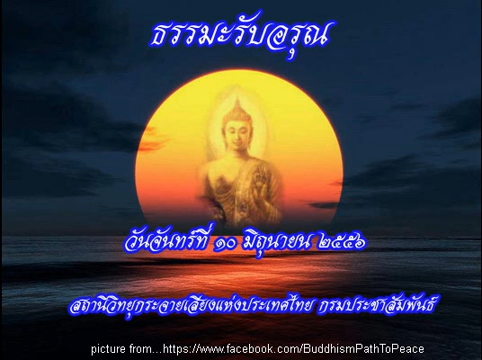 ธรรมะรับอรุณ
วันจันทร์ที่ ๑๐ มิถุนายน ๒๕๕๖
สถานีวิทยุกระจายเสียงแห่งประเทศไทย กรมประชาสัมพันธ์
picture from...https://www.facebook.com/BuddhismPathToPeace